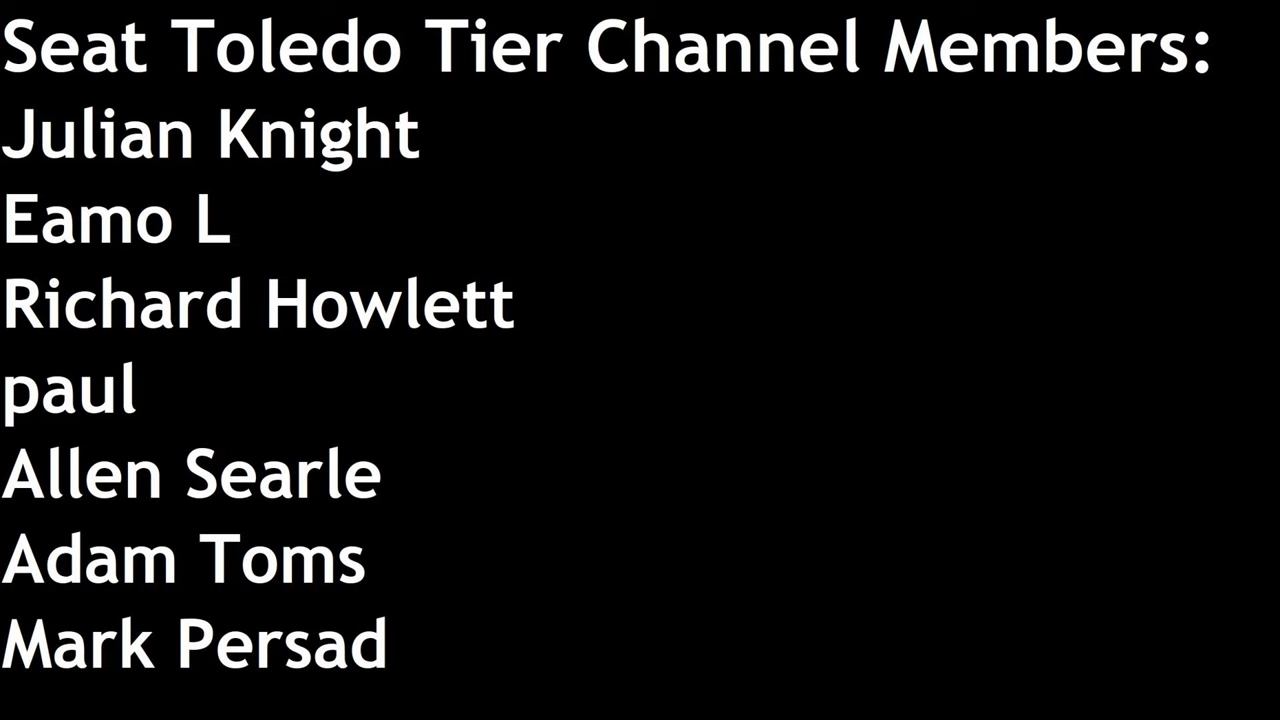 Seat Toledo Tier Channel Members:
Julian Knight
Eamo L
Richard Howlett
paul
Allen Searle
Adam Toms
Mark Persad